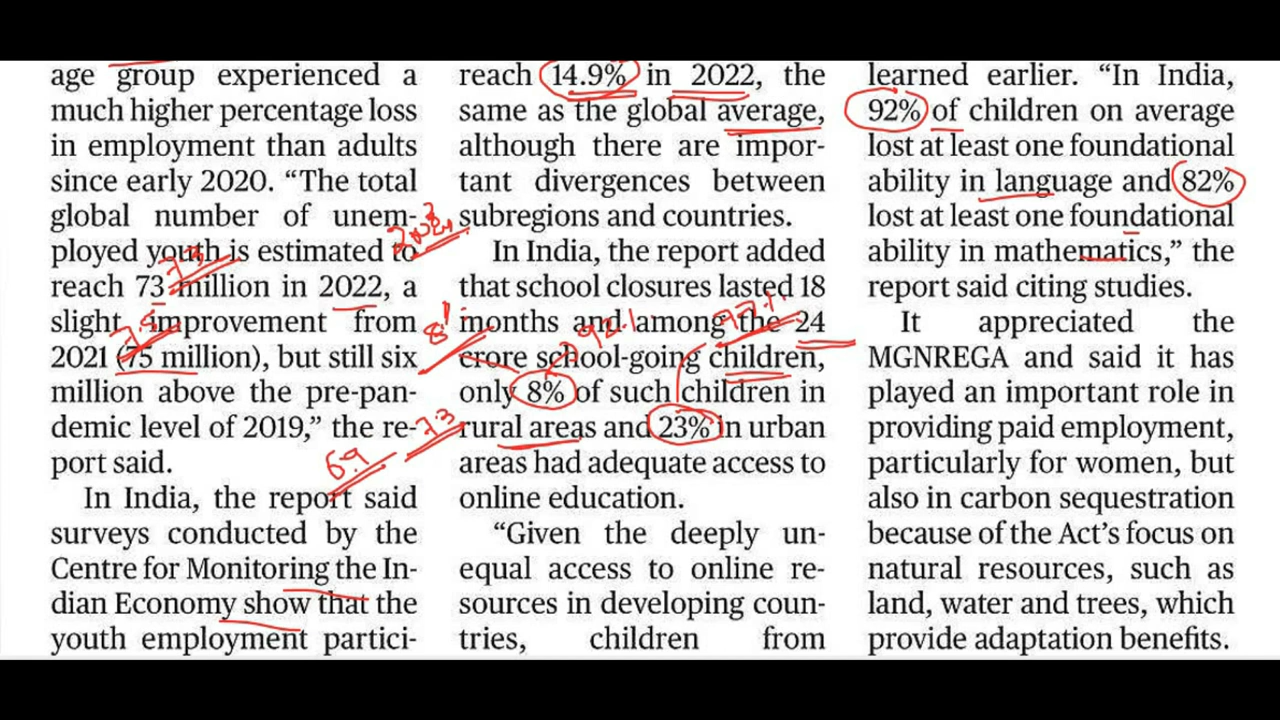 age group experienced a
much higher percentage loss
in employment than adults
since early 2020. “The total
global number of unem-
ployed youth is estimated to
reach 73 million in 2022, a
slight improvement from
2021 (75 million), but still six
million above the pre-pan-
demic level of 2019,” the re-
port said.
In India, the report said
surveys conducted by the
Centre for Monitoring the In-
dian Economy show that the
youth employment partici-
reach 14.9% in 2022, the
same as the global average,
although there are impor-
tant divergences between
subregions and countries.
In India, the report added
that school closures lasted 18
months and among the 24
crore school-going children,
only 8% of such children in
rural areas and 23% in urban
areas had adequate access to
online education.
“Given the deeply un-
equal access to online re-
sources in developing coun-
tries, children from
learned earlier. “In India,
92% of children on average
lost at least one foundational
ability in language and 82%
lost at least one foundational
ability in mathematics,” the
report said citing studies.
It appreciated the
MGNREGA and said it has
played an important role in
providing paid employment,
particularly for women, but
also in carbon sequestration
because of the Act’s focus on
natural resources, such as
land, water and trees, which
provide adaptation benefits.
73
75
69
73